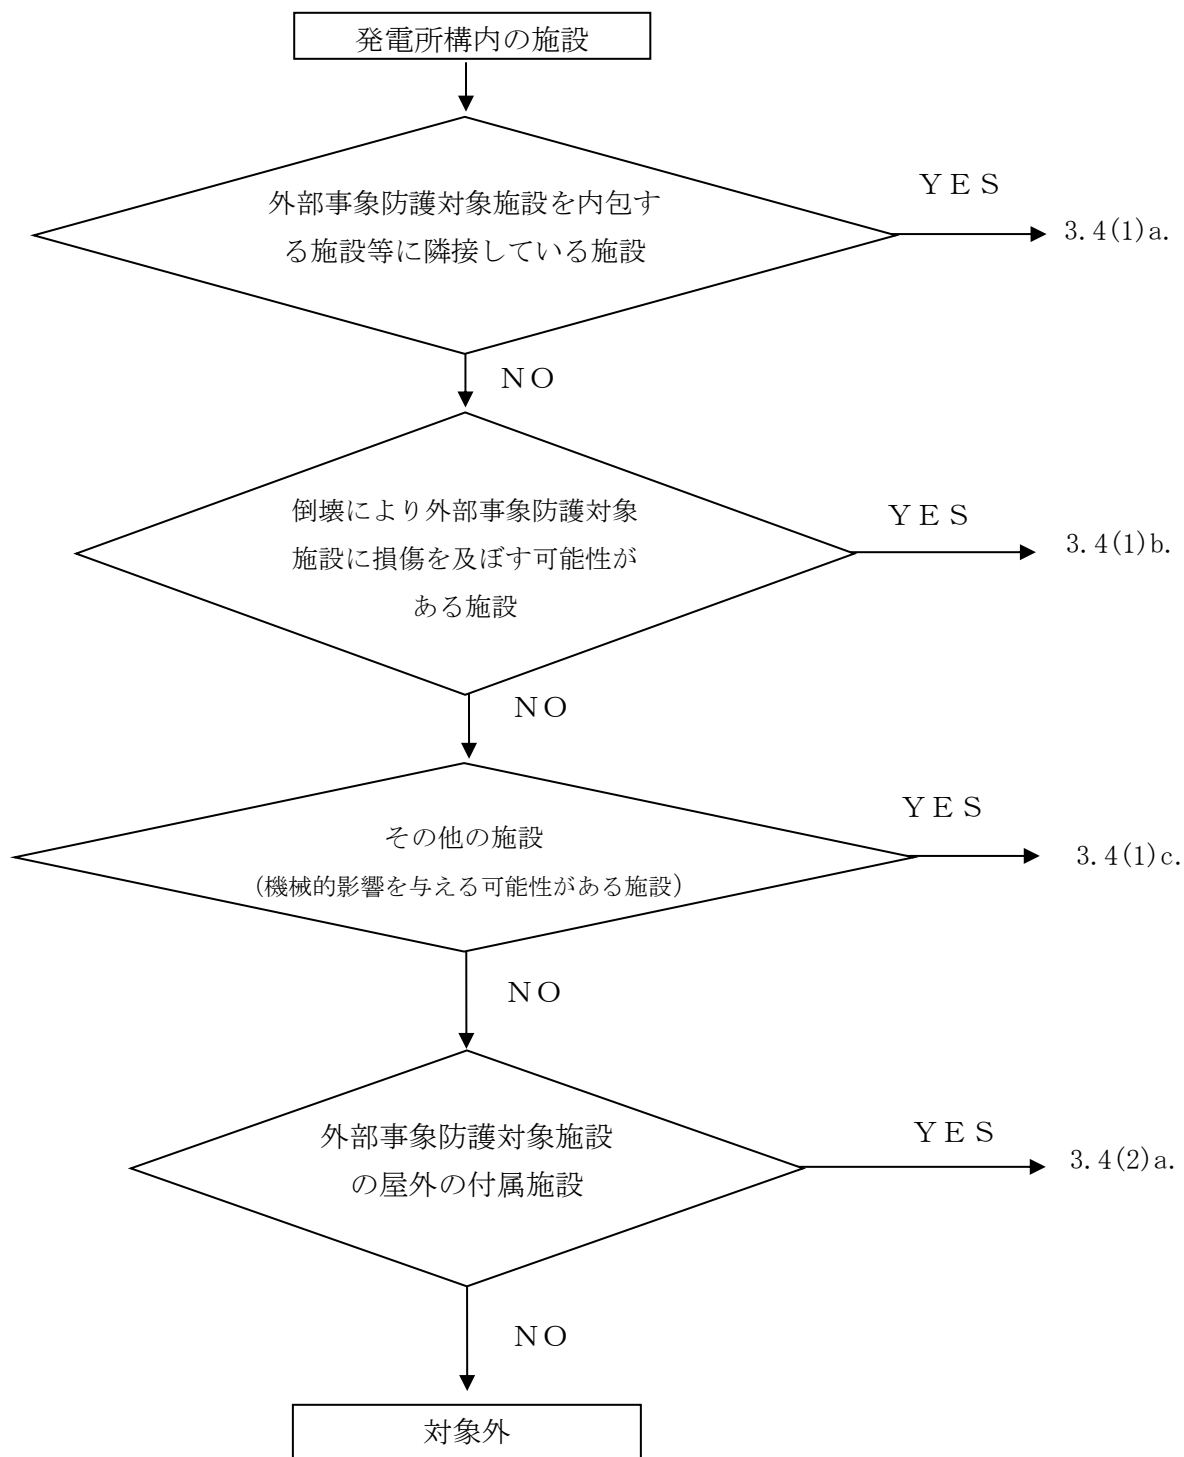 発電所構内の施設
外部事象防護対象施設を内包す
る施設等に隣接している施設
ＹＥＳ
3.4(1)a.
ＮＯ
倒壊により外部事象防護対象
施設に損傷を及ぼす可能性が
ある施設
ＹＥＳ
3.4(1)b.
ＮＯ
その他の施設
（機械的影響を与える可能性がある施設）
ＹＥＳ
3.4(1)c.
ＮＯ
外部事象防護対象施設
の屋外の付属施設
ＹＥＳ
3.4(2)a.
ＮＯ
対象外